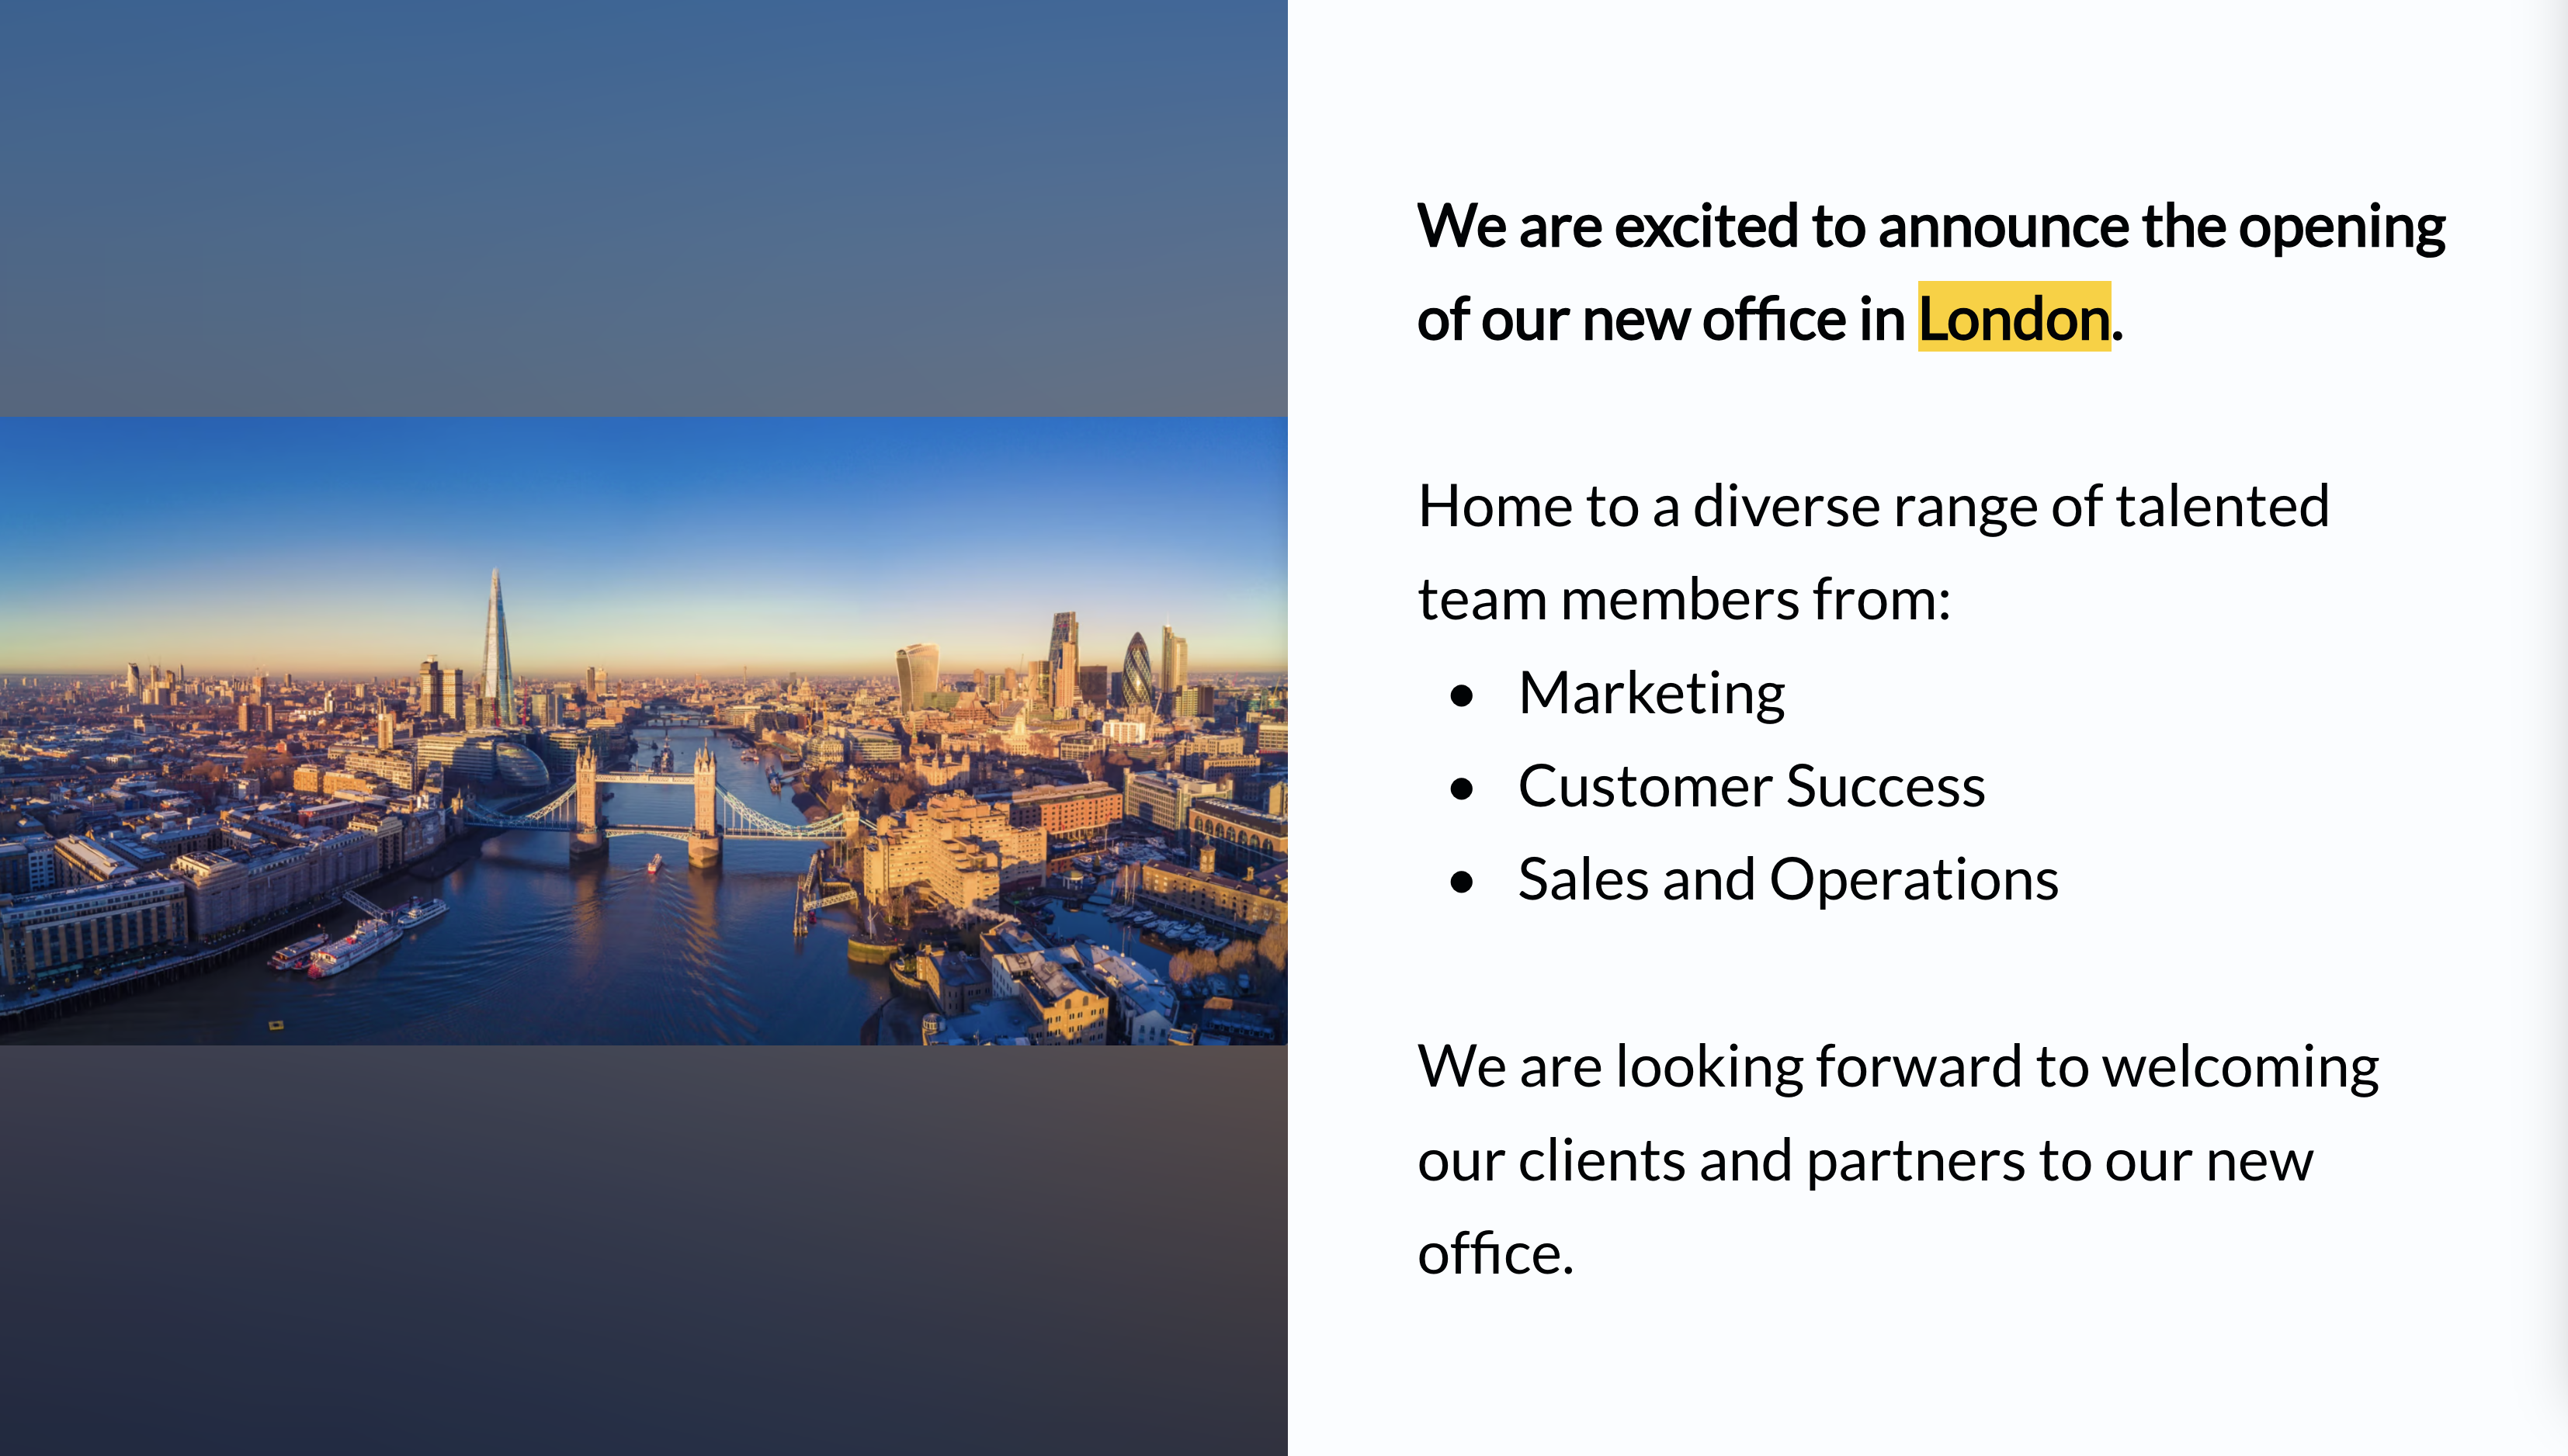 We are excited to announce the opening
of our new office in London.
Home to a diverse range of talented
team members from:
● Marketing
● Customer Success
● Sales and Operations
We are looking forward to welcoming
our clients and partners to our new
office.